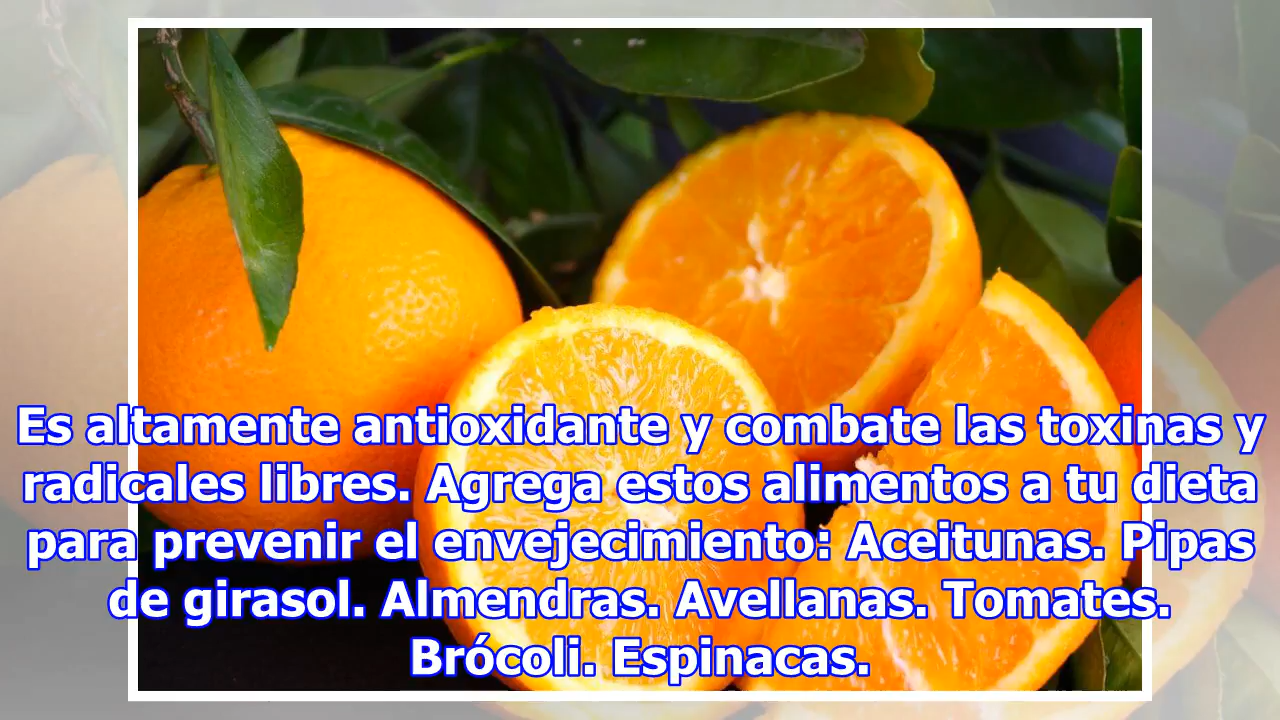 Es altamente antioxidante y combate las toxinas y
radicales libres. Agrega estos alimentos a tu dieta
para prevenir el envejecimiento: Aceitunas. Pipas
de girasol. Almendras. Avellanas. Tomates.
Brócoli. Espinacas.